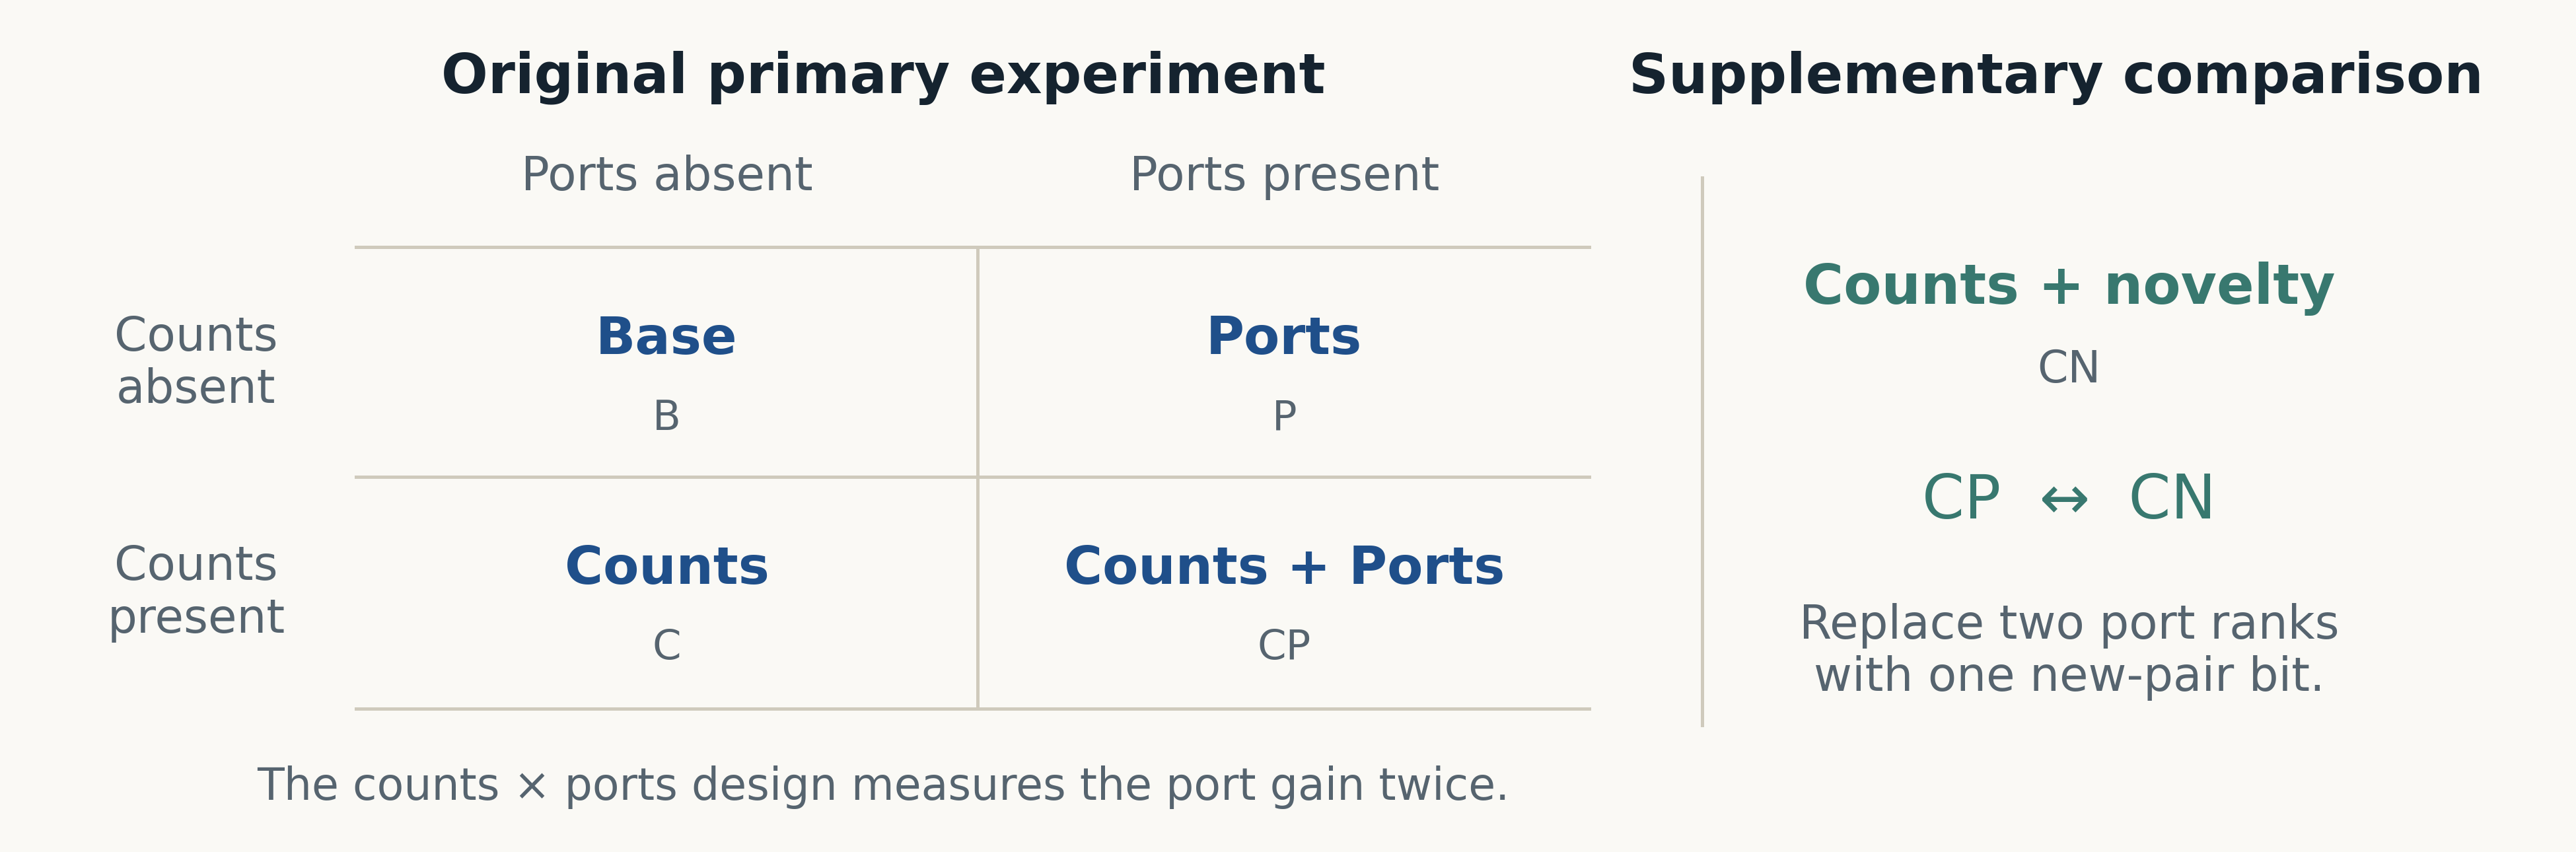 Original primary experiment
Supplementary comparison
Ports absent
Ports present
Counts
absent
Base
B
Ports
P
Counts
present
Counts
C
Counts + Ports
CP
The counts × ports design measures the port gain twice.
Counts + novelty
CN
CP ↔ CN
Replace two port ranks
with one new-pair bit.